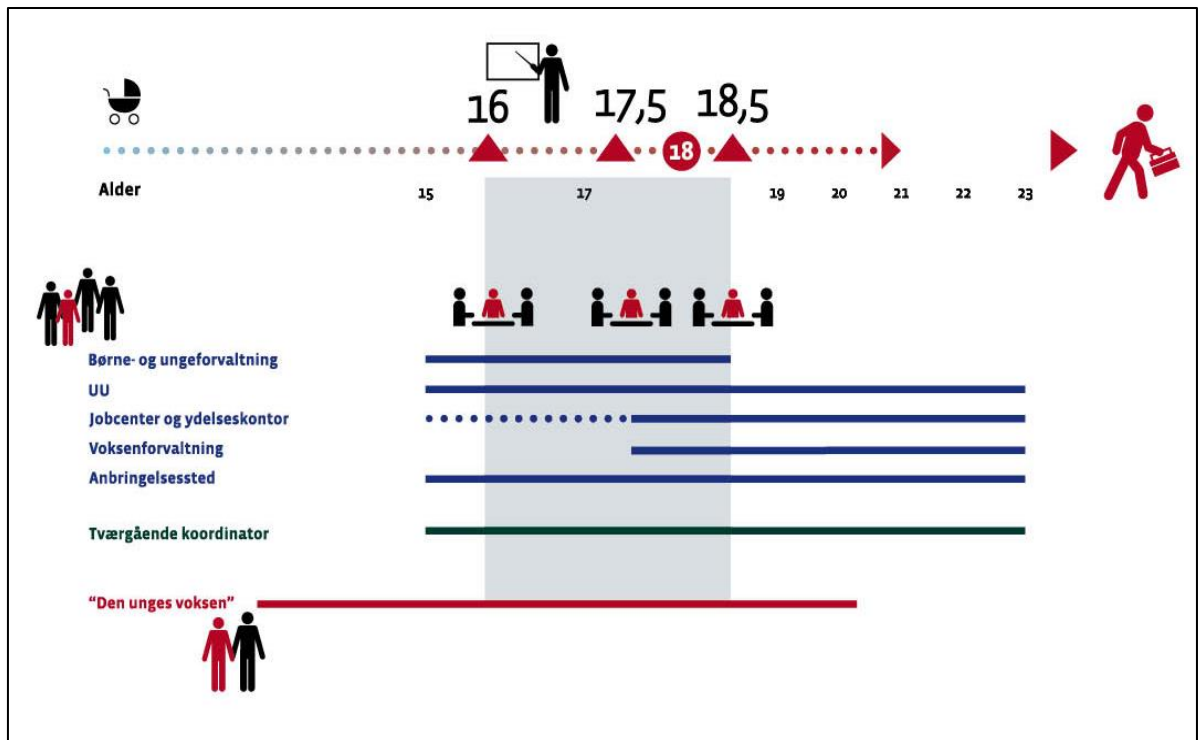 16 17,5 18,5
18
Alder
15 17 19 20 21 22 23
Børne- og ungeforvaltning
UU
Jobcenter og ydelseskontor
Voksenforvaltning
Anbringelsessted
Tværgående koordinator
“Den unges voksen”